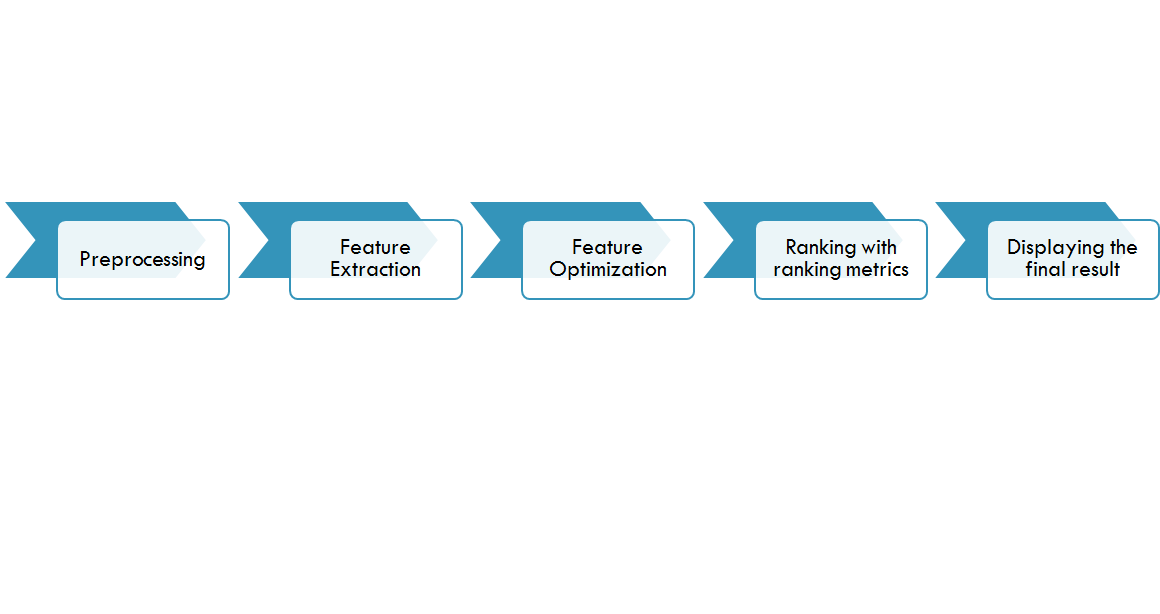 Preprocessing
Feature
Extraction
Feature
Optimization
Ranking with
ranking metrics
Displaying the
final result